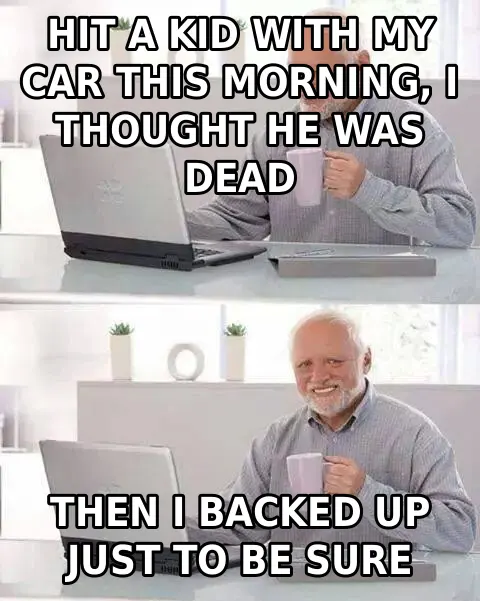 HIT A KID WITH MY
CAR THIS MORNING, I
THOUGHT HE WAS
DEAD
THEN I BACKED UP
JUST TO BE SURE